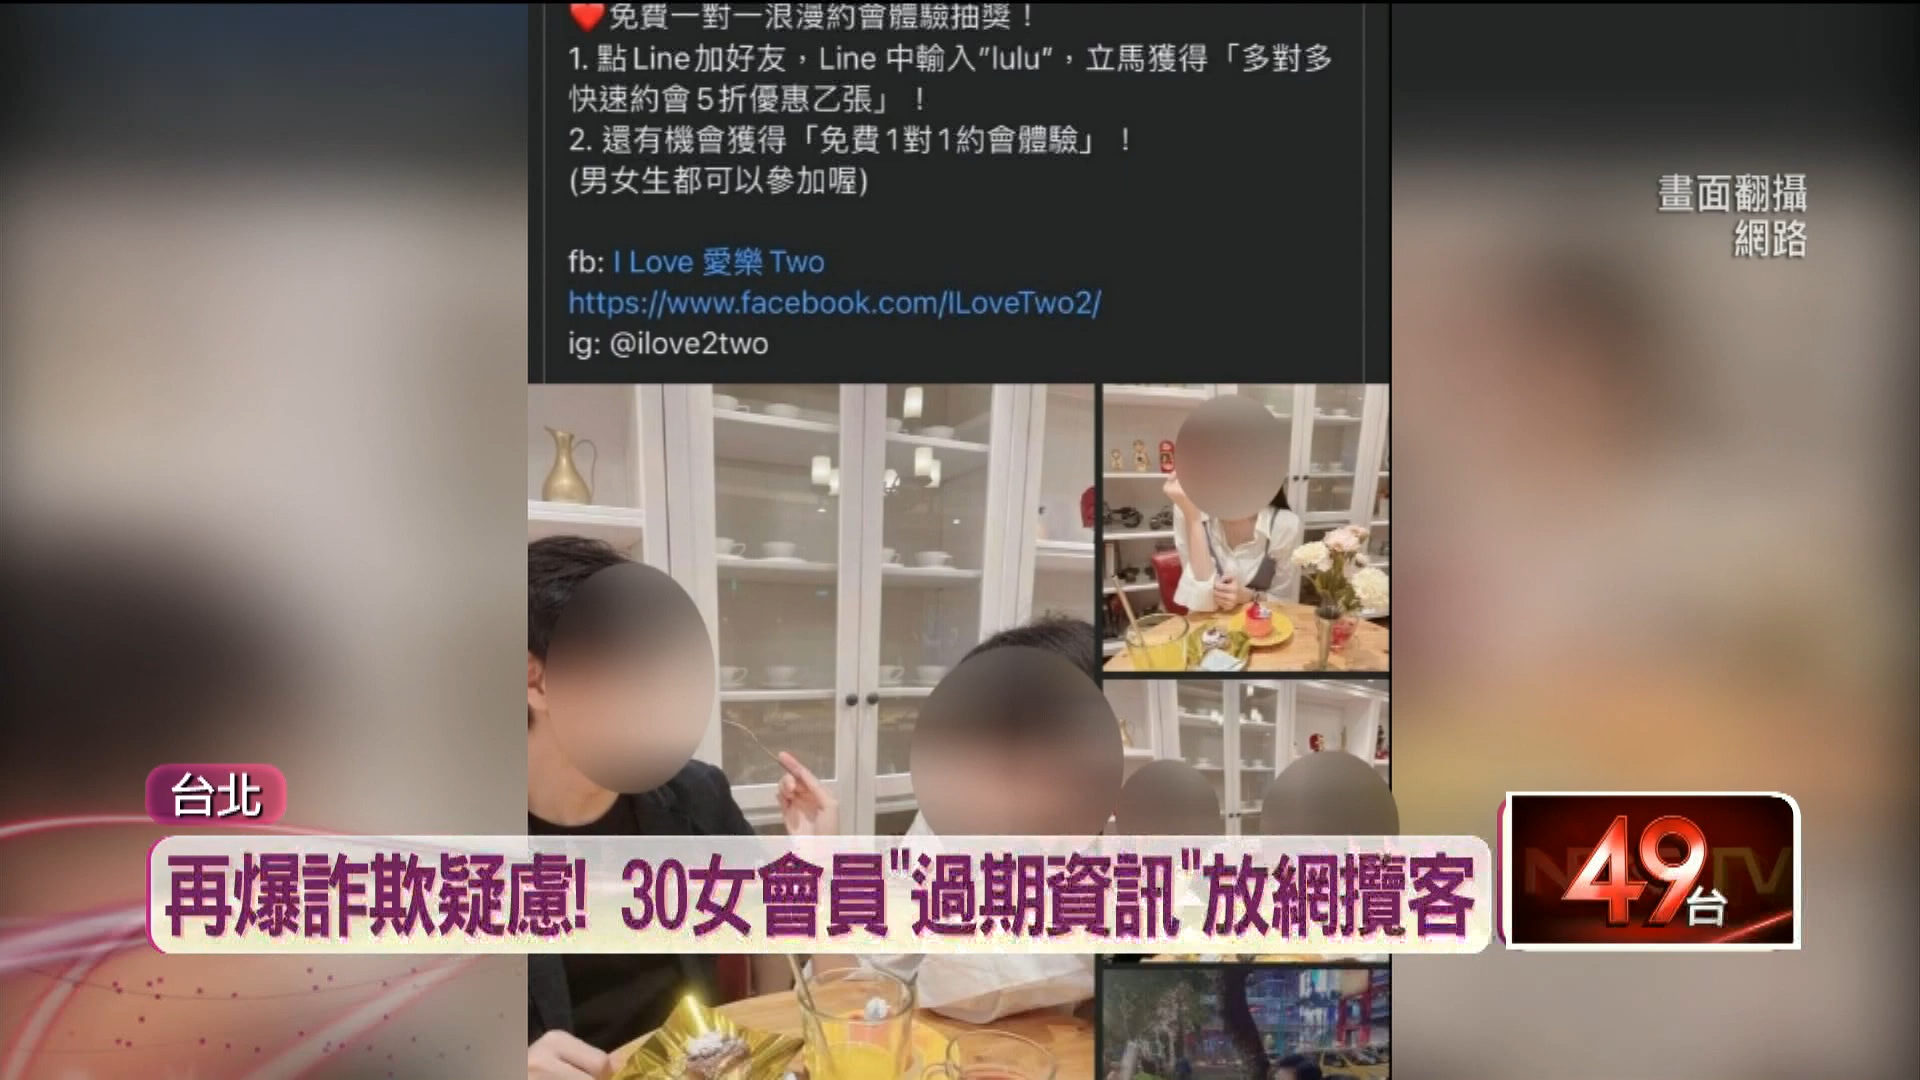 ❤️免費一對一浪漫約會體驗抽獎！
1. 點Line加好友，Line 中輸入"lulu"，立馬獲得「多對多
快速約會5折優惠乙張」！
2. 還有機會獲得「免費1對1約會體驗」！
(男女生都可以參加喔)
fb: I Love 愛樂 Two
https://www.facebook.com/ILoveTwo2/
ig: @ilove2two
畫面翻攝
網路
台北
再爆詐欺疑慮! 30女會員"過期資訊"放網攬客
49台